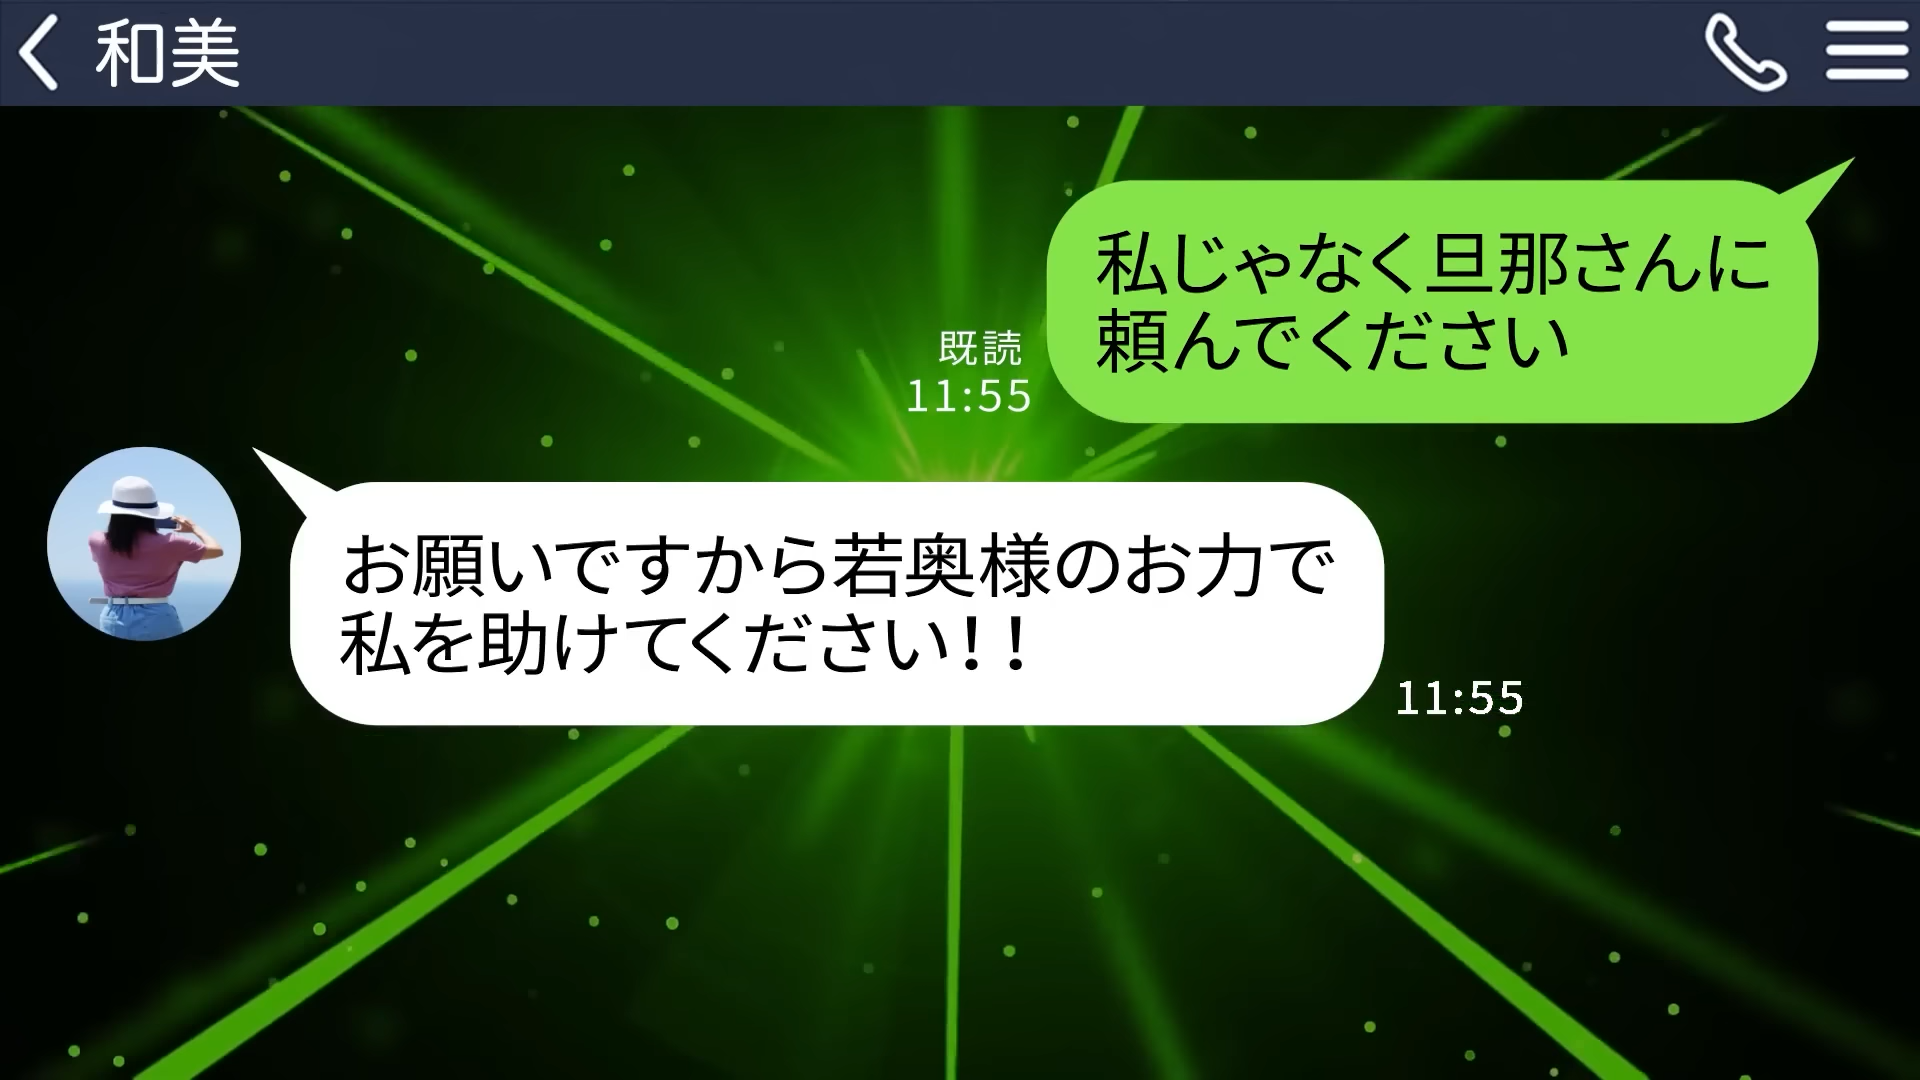 和美
私じゃなく旦那さんに
頼んでください
既読
11:55
お願いですから若奥様のお力で
私を助けてください！！
11:55